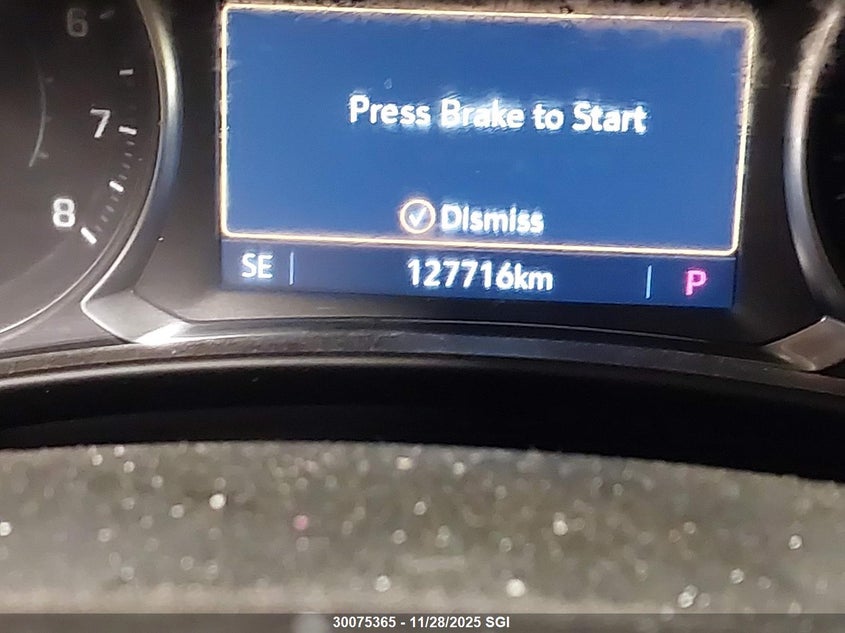 6
7
8
Press Brake to Start
Dismiss
SE | 127716km | P
30075365 - 11/28/2025 SGI